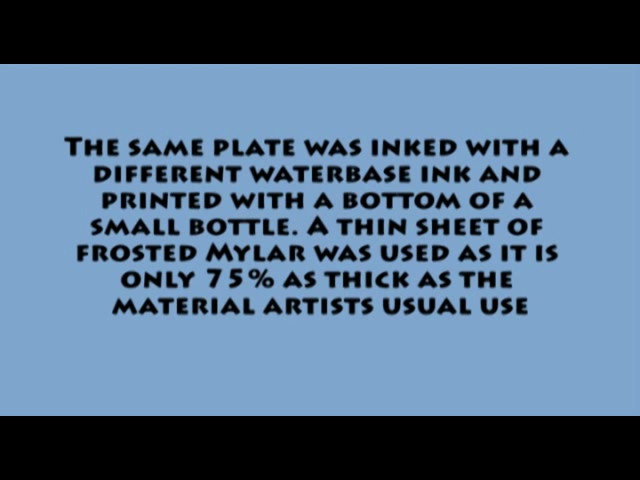 The same plate was inked with a
different waterbase ink and
printed with a bottom of a
small bottle. A thin sheet of
frosted Mylar was used as it is
only 75% as thick as the
material artists usual use